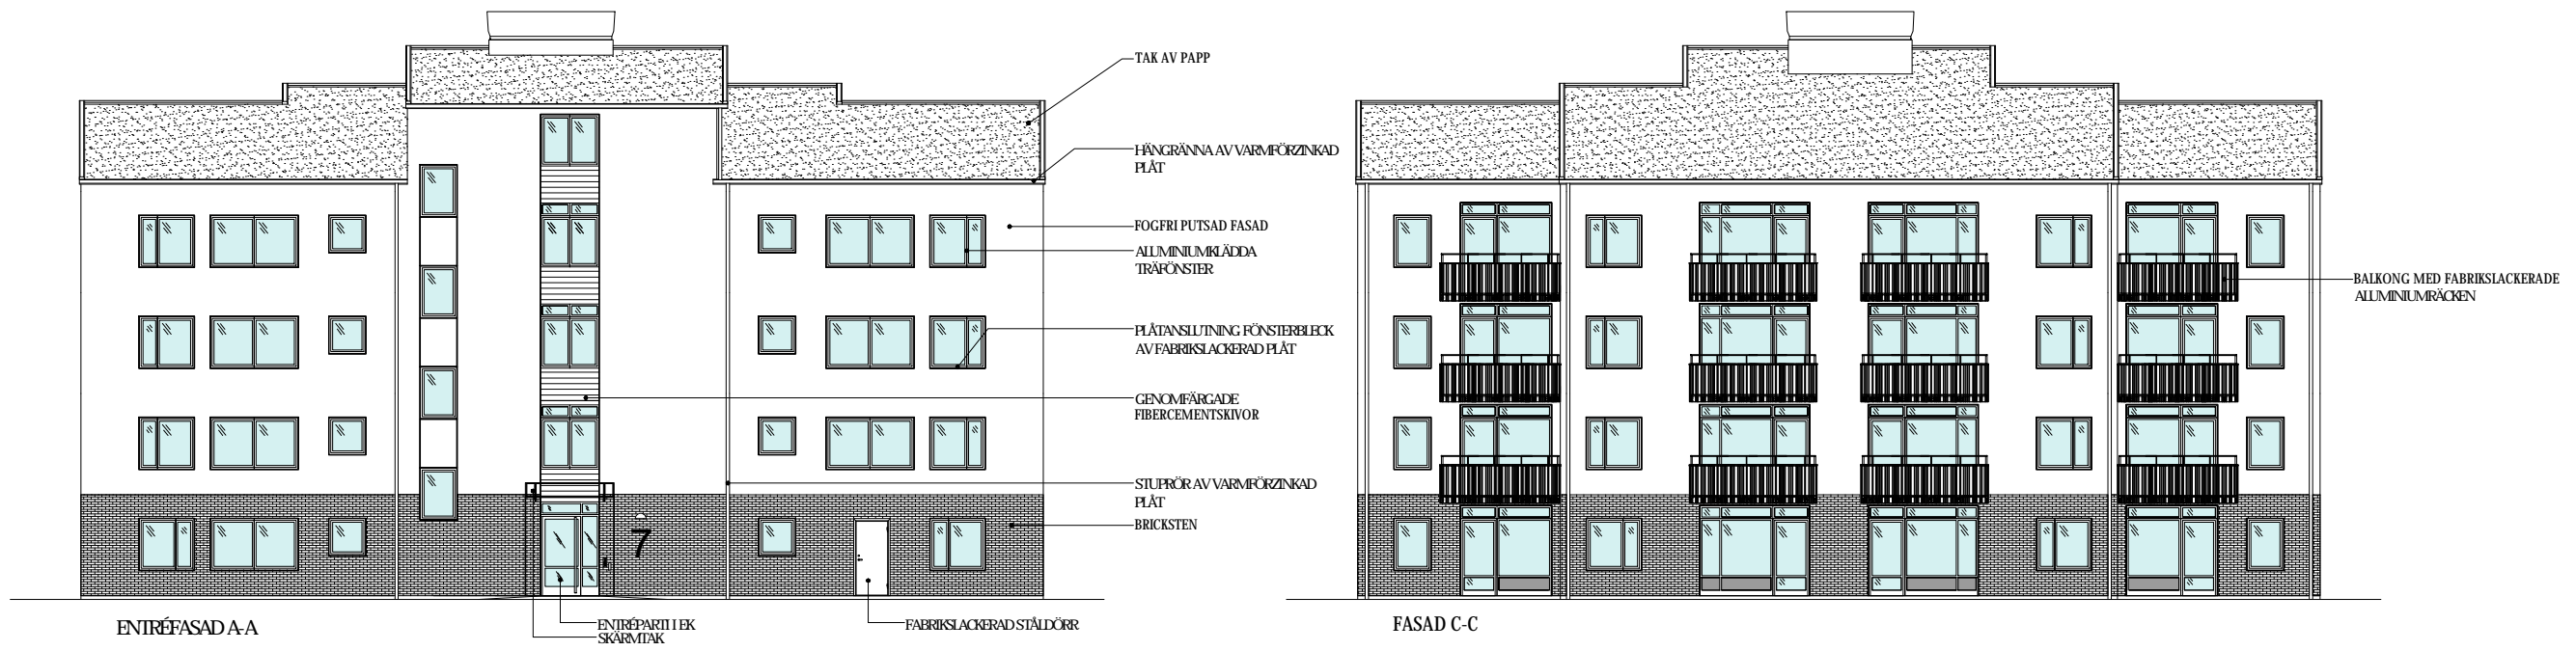 TAK AV PAPP
HÄNGRÄNNA AV VARMFÖRZINKAD
PLÅT
FOGFRI PUTSAD FASAD
ALUMINIUMKLÄDDA
TRÄFÖNSTER
PLÅTANSLUTNING FÖNSTERBLECK
AV FABRIKSLACKERAD PLÅT
GENOMFÄRGADE
FIBERCEMENTSKIVOR
STUPRÖR AV VARMFÖRZINKAD
PLÅT
BRICKSTEN
7
ENTRÉPARTI I EK
SKÄRMTAK
FABRIKSLACKERAD STÅLDÖRR
ENTRÉFASAD A-A
BALKONG MED FABRIKSLACKERADE
ALUMINIUMRÄCKEN
FASAD C-C